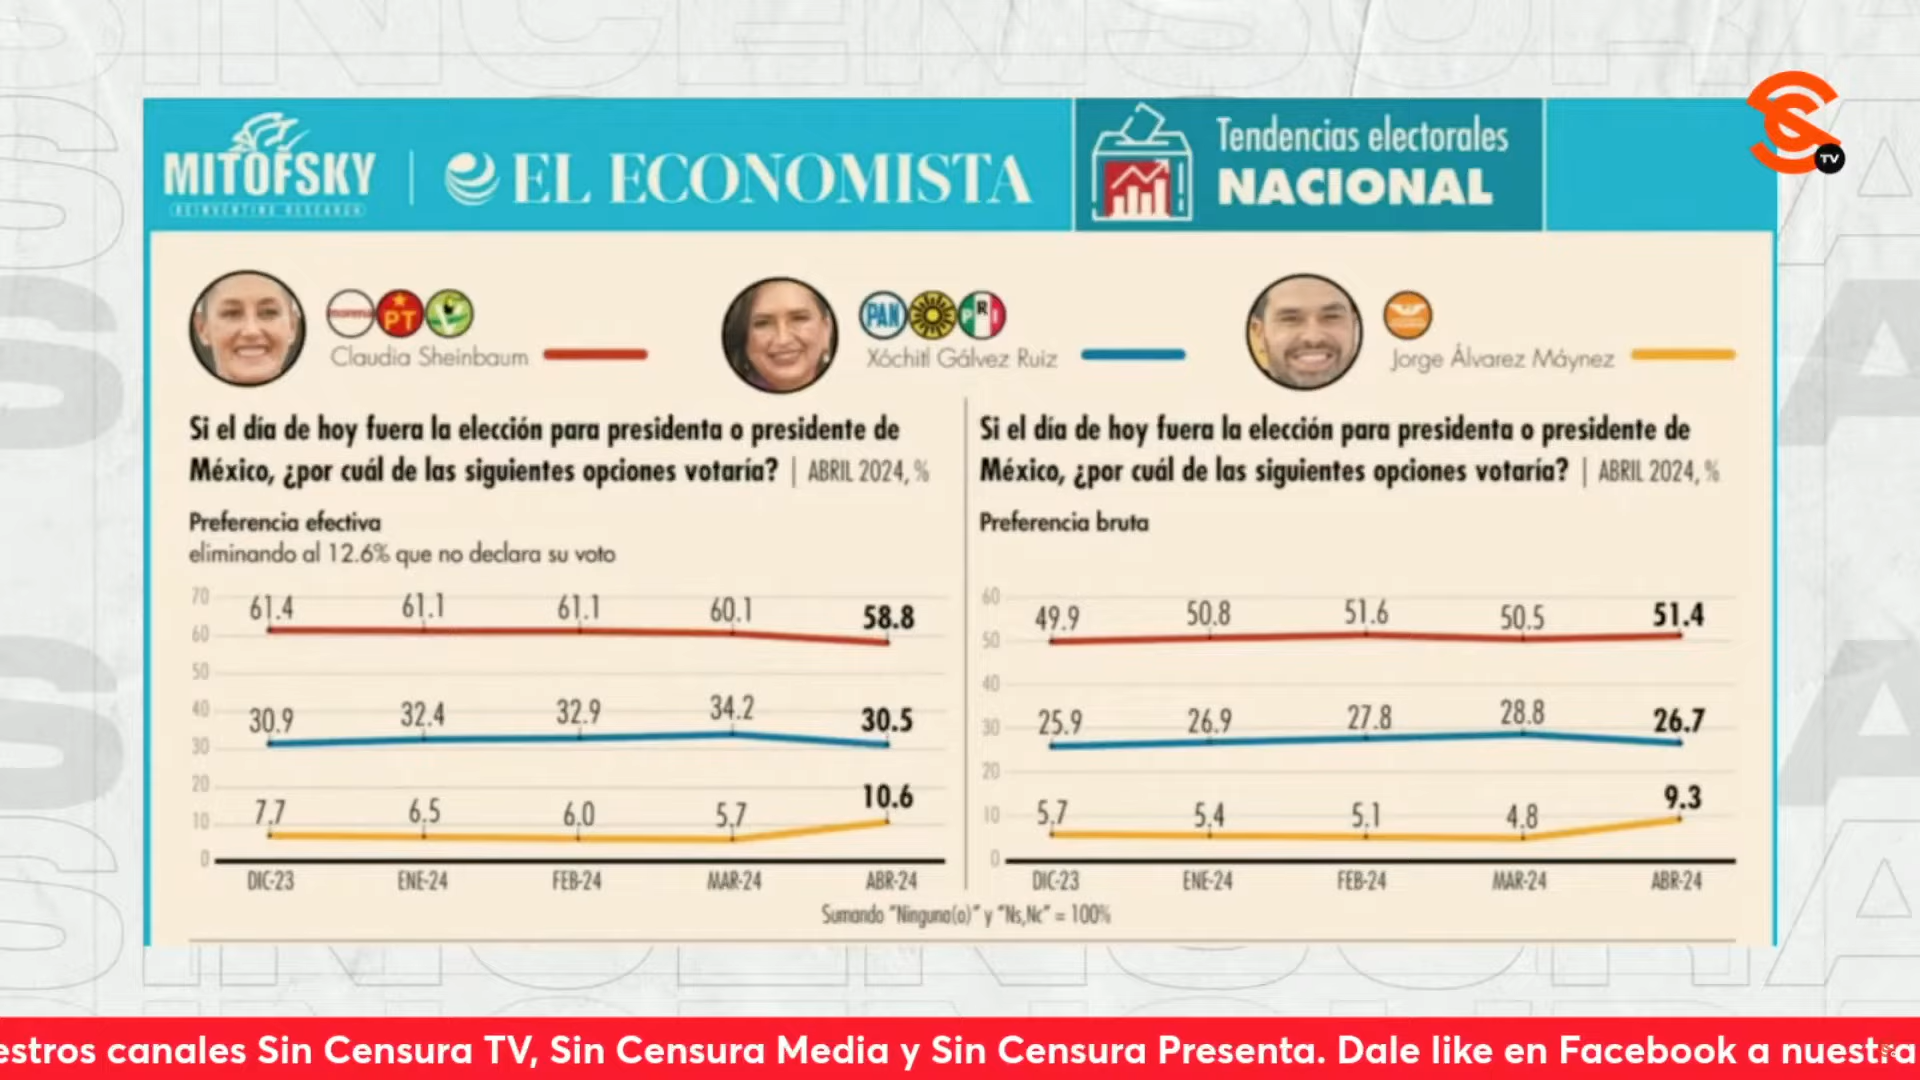 MITOFSKY
REINVENTING RESEARCH
EL ECONOMISTA
Tendencias electorales
NACIONAL
TV
morena
PT
Claudia Sheinbaum
PAN
PRI
Xóchitl Gálvez Ruiz
Jorge Álvarez Máynez
Si el día de hoy fuera la elección para presidenta o presidente de
México, ¿por cuál de las siguientes opciones votaría? | ABRIL 2024, %
Preferencia efectiva
eliminando al 12.6% que no declara su voto
70
60
50
40
30
20
10
0
61.4 61.1 61.1 60.1 58.8
30.9 32.4 32.9 34.2 30.5
7.7 6.5 6.0 5.7 10.6
DIC-23 ENE-24 FEB-24 MAR-24 ABR-24
Si el día de hoy fuera la elección para presidenta o presidente de
México, ¿por cuál de las siguientes opciones votaría? | ABRIL 2024, %
Preferencia bruta
60
50
40
30
20
10
0
49.9 50.8 51.6 50.5 51.4
25.9 26.9 27.8 28.8 26.7
5.7 5.4 5.1 4.8 9.3
DIC-23 ENE-24 FEB-24 MAR-24 ABR-24
Sumando "Ninguna(o)" y "Ns,Nc" = 100%
estros canales Sin Censura TV, Sin Censura Media y Sin Censura Presenta. Dale like en Facebook a nuestra